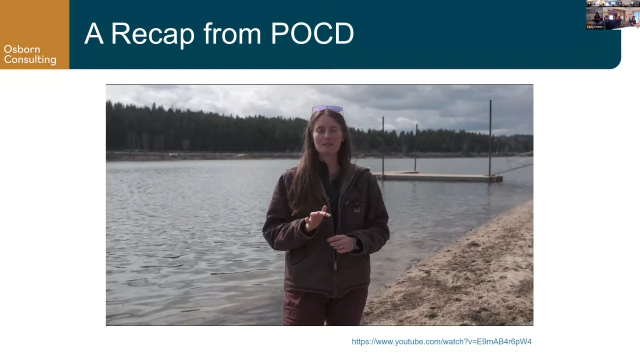 A Recap from POCD
Osborn
Consulting
https://www.youtube.com/watch?v=E9mAB4r6pW4